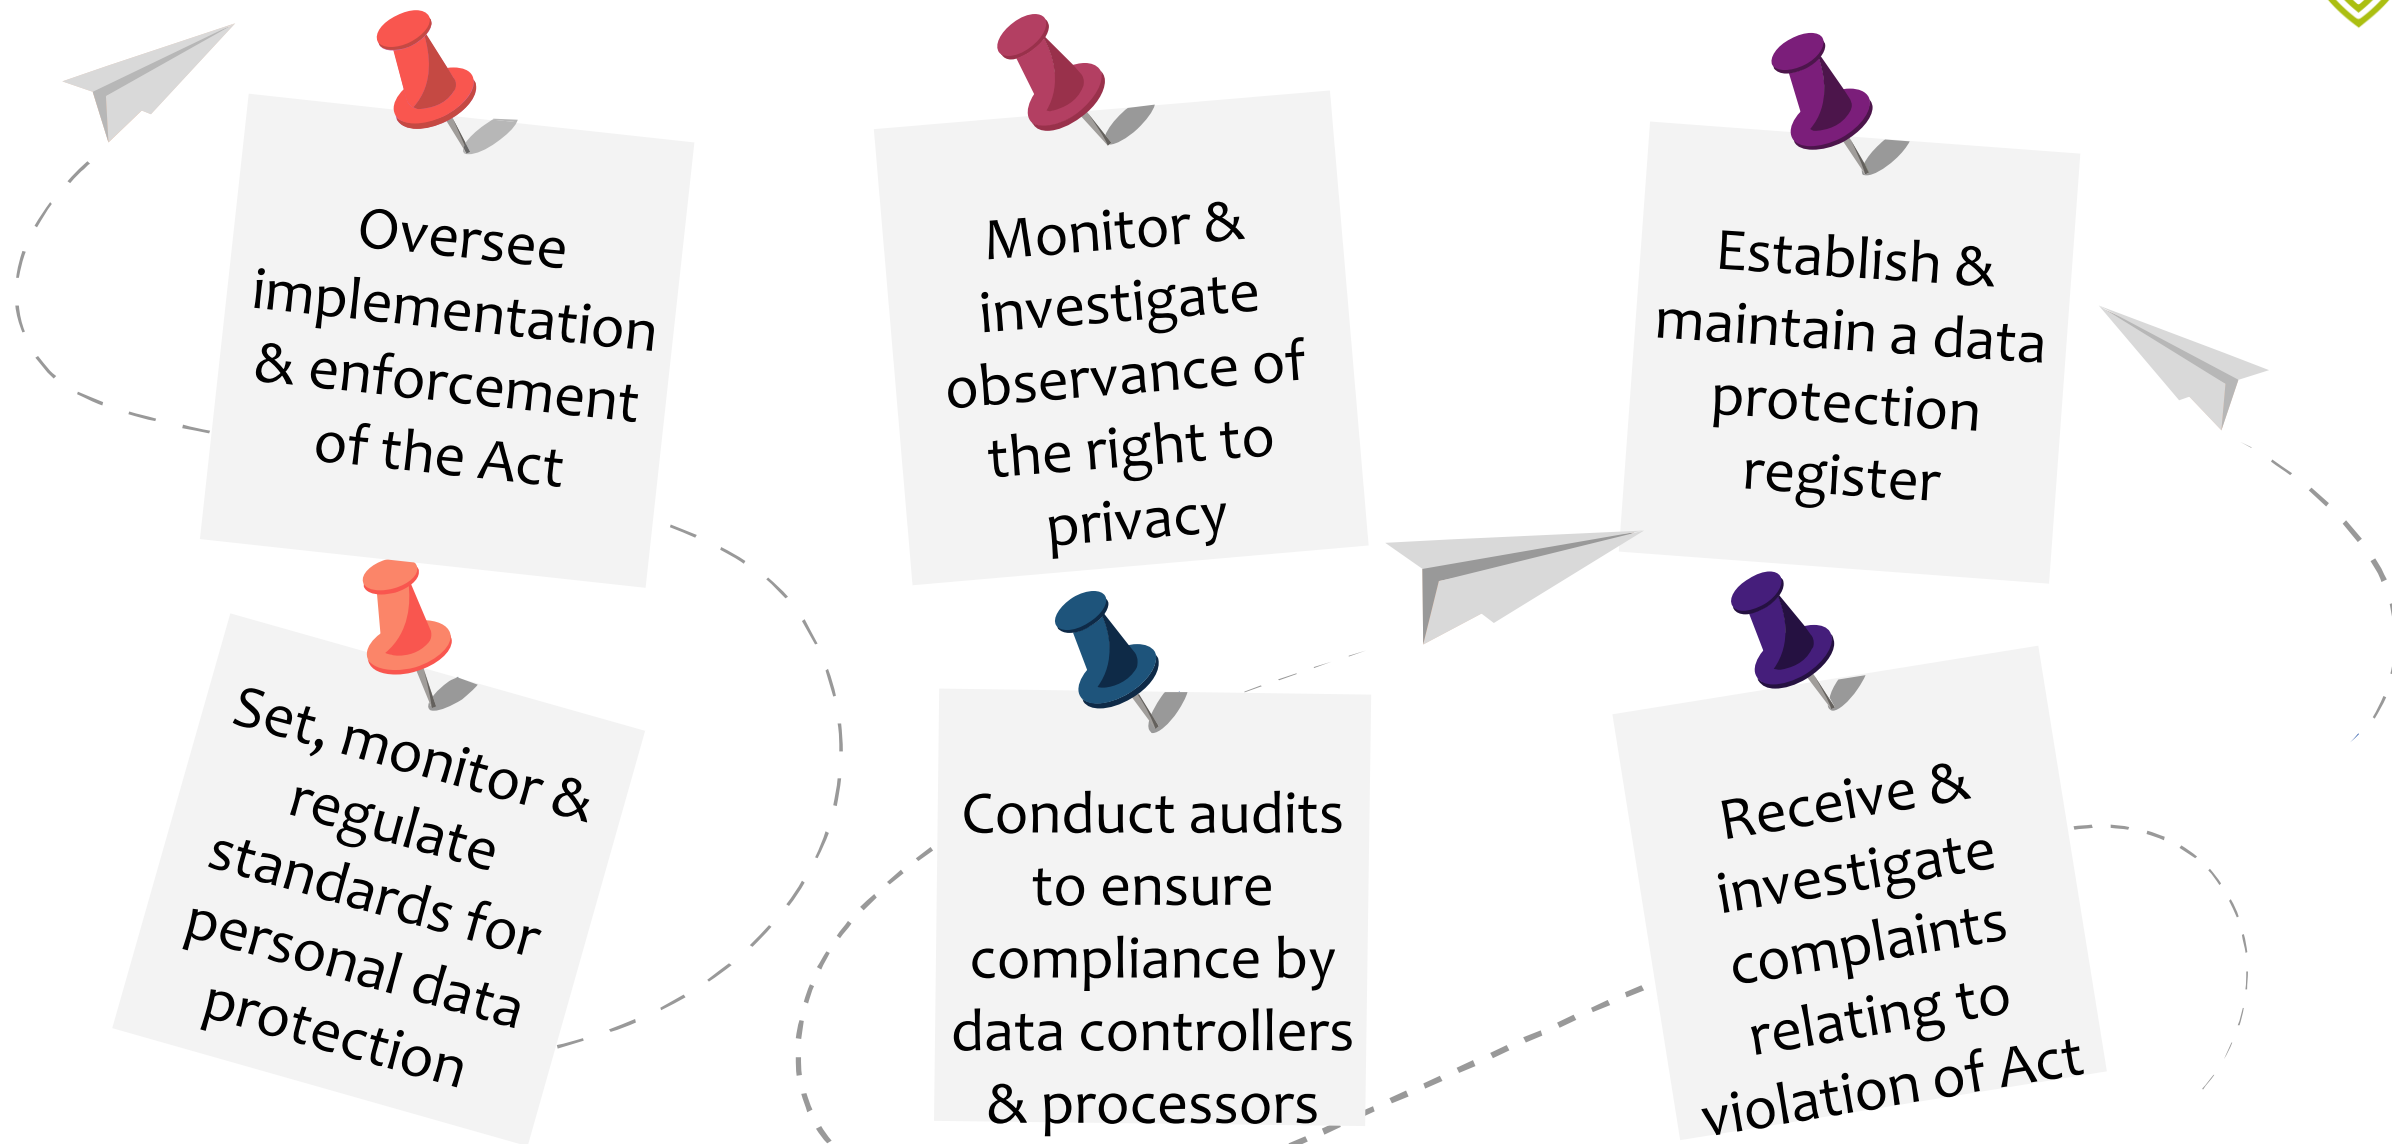 Oversee
implementation
& enforcement
of the Act
Monitor &
investigate
observance of
the right to
privacy
Establish &
maintain a data
protection
register
Set, monitor &
regulate
standards for
personal data
protection
Conduct audits
to ensure
compliance by
data controllers
& processors
Receive &
investigate
complaints
relating to
violation of Act